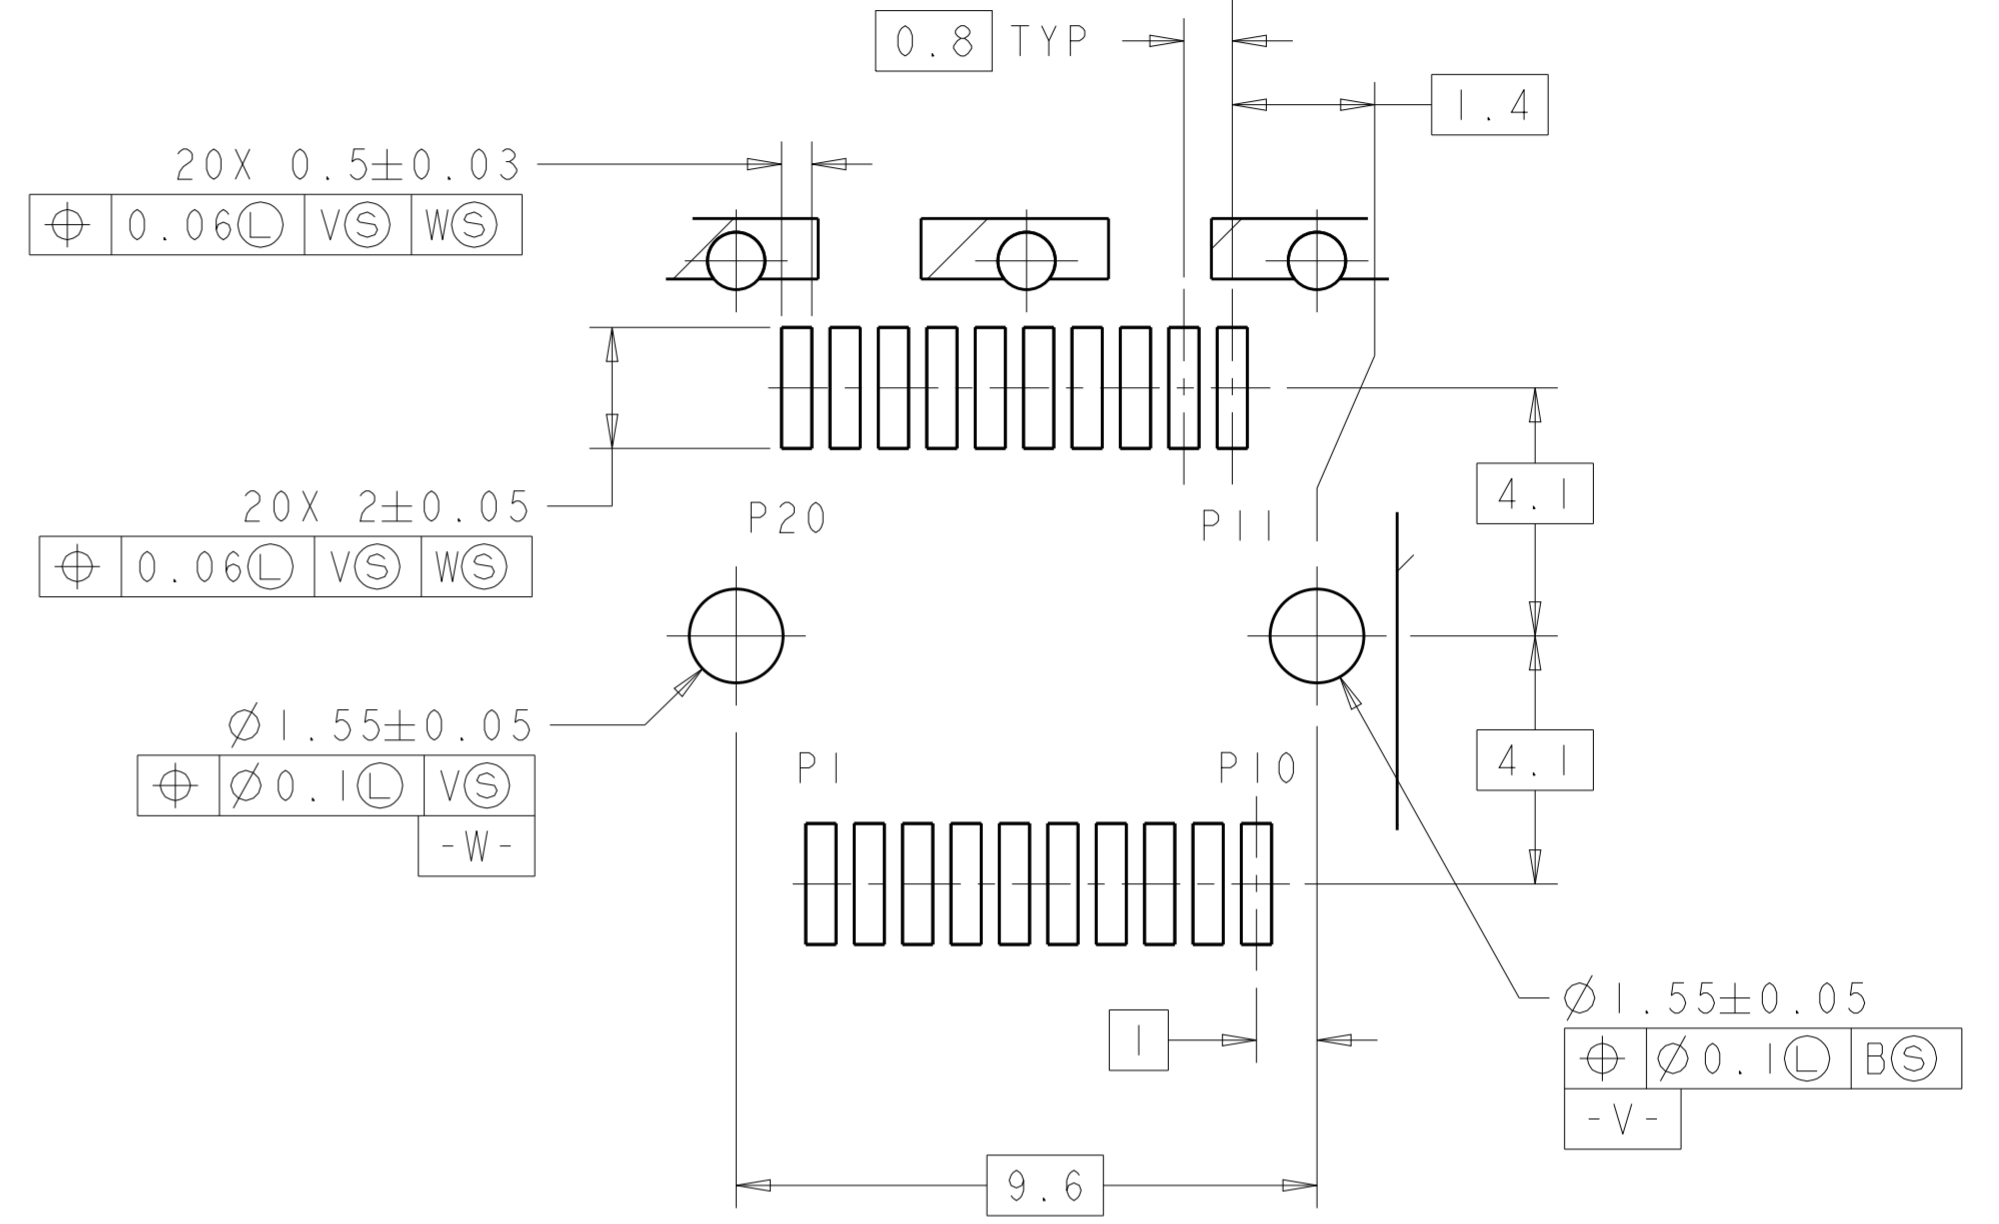 0.8 TYP
1.4
20X 0.5±0.03
⌖ 0.06Ⓛ VⓈ WⓈ
20X 2±0.05
⌖ 0.06Ⓛ VⓈ WⓈ
P20
P11
4.1
Ø1.55±0.05
⌖ Ø0.1Ⓛ VⓈ
-W-
P1
P10
4.1
1
Ø1.55±0.05
⌖ Ø0.1Ⓛ BⓈ
-V-
9.6